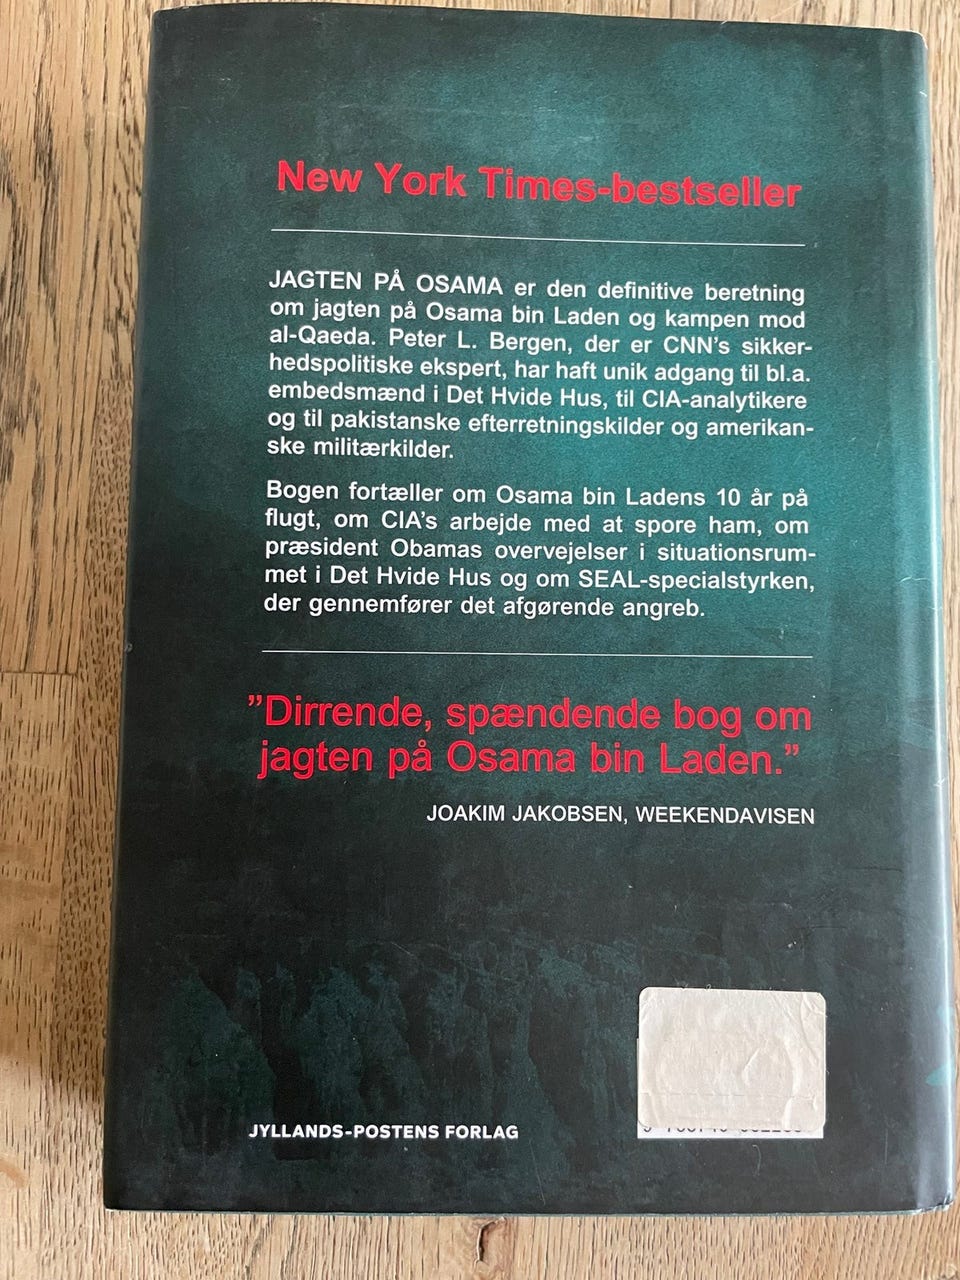 New York Times-bestseller
JAGTEN PÅ OSAMA er den definitive beretning
om jagten på Osama bin Laden og kampen mod
al-Qaeda. Peter L. Bergen, der er CNN's sikker-
hedspolitiske ekspert, har haft unik adgang til bl.a.
embedsmænd i Det Hvide Hus, til CIA-analytikere
og til pakistanske efterretningskilder og amerikan-
ske militærkilder.
Bogen fortæller om Osama bin Ladens 10 år på
flugt, om CIA's arbejde med at spore ham, om
præsident Obamas overvejelser i situationsrum-
met i Det Hvide Hus og om SEAL-specialstyrken,
der gennemfører det afgørende angreb.
”Dirrende, spændende bog om
jagten på Osama bin Laden.”
JOAKIM JAKOBSEN, WEEKENDAVISEN
JYLLANDS-POSTENS FORLAG